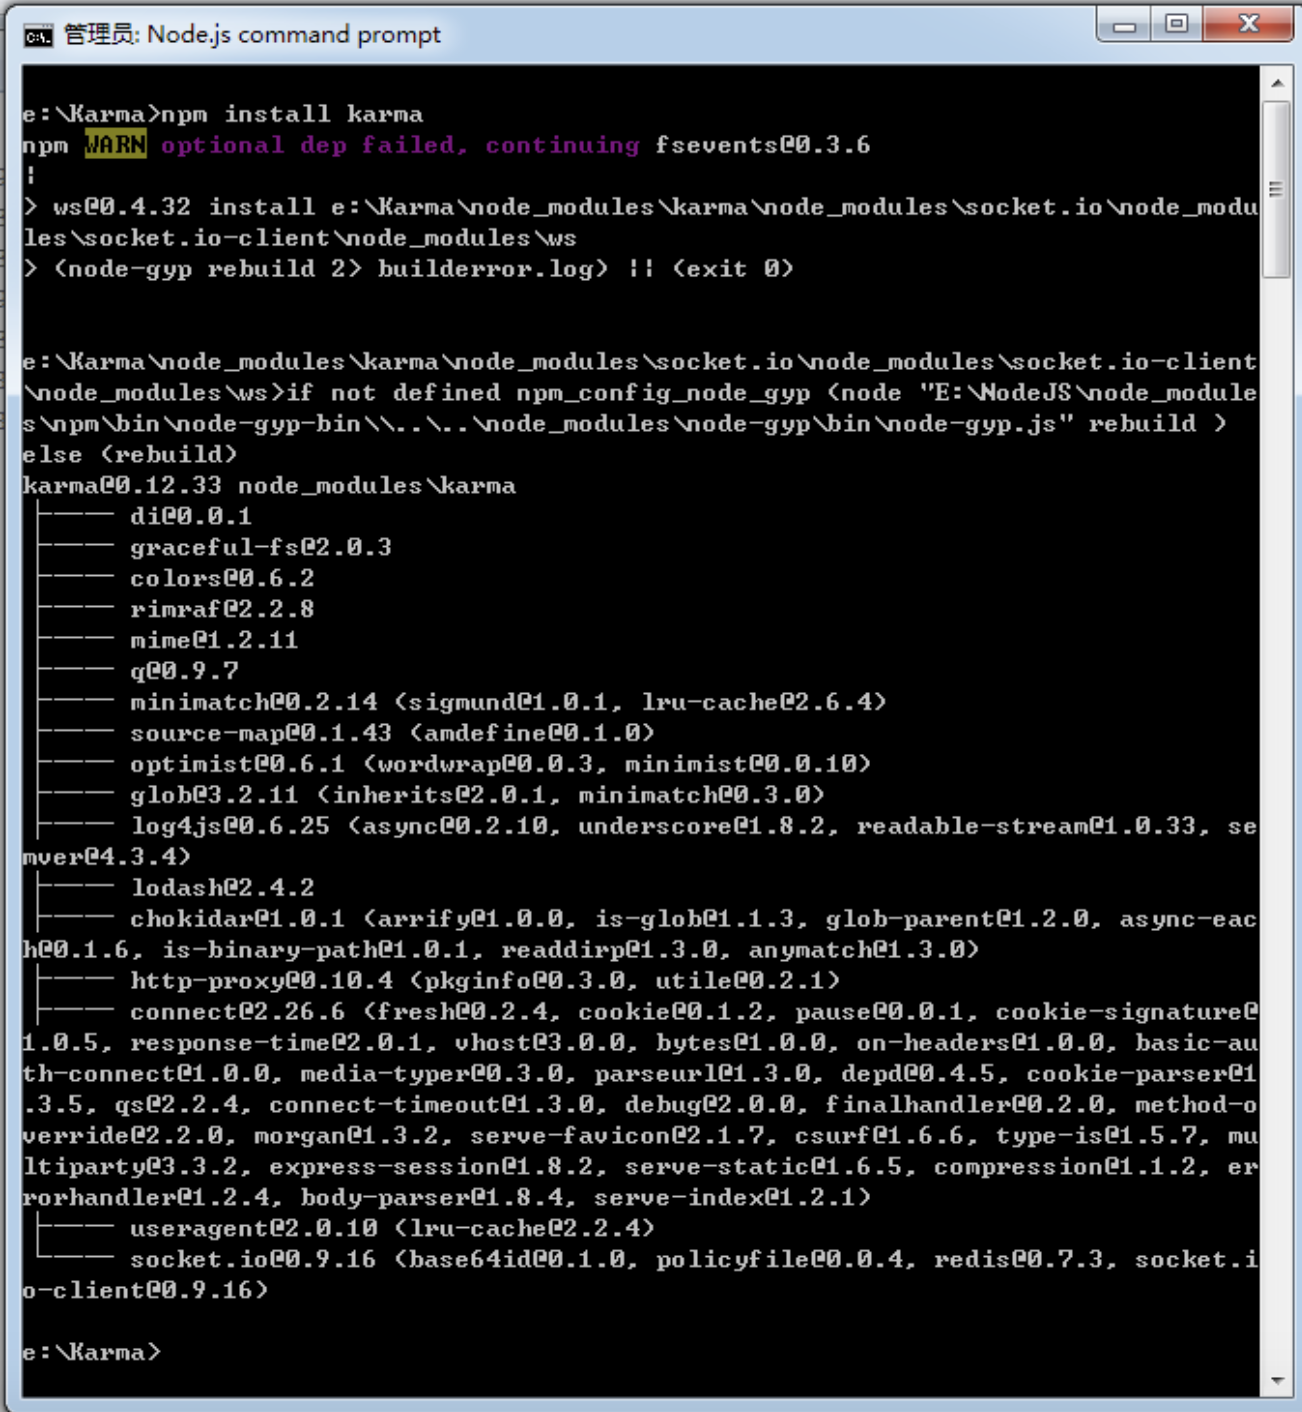 管理员: Node.js command prompt
e:\Karma>npm install karma
npm WARN optional dep failed, continuing fsevents@0.3.6
¦
> ws@0.4.32 install e:\Karma\node_modules\karma\node_modules\socket.io\node_modu
les\socket.io-client\node_modules\ws
> (node-gyp rebuild 2> builderror.log) || (exit 0)
e:\Karma\node_modules\karma\node_modules\socket.io\node_modules\socket.io-client
\node_modules\ws>if not defined npm_config_node_gyp (node "E:\NodeJS\node_module
s\npm\bin\node-gyp-bin\\..\..\node_modules\node-gyp\bin\node-gyp.js" rebuild )
else (rebuild)
karma@0.12.33 node_modules\karma
├──── di@0.0.1
├──── graceful-fs@2.0.3
├──── colors@0.6.2
├──── rimraf@2.2.8
├──── mime@1.2.11
├──── q@0.9.7
├──── minimatch@0.2.14 (sigmund@1.0.1, lru-cache@2.6.4)
├──── source-map@0.1.43 (amdefine@0.1.0)
├──── optimist@0.6.1 (wordwrap@0.0.3, minimist@0.0.10)
├──── glob@3.2.11 (inherits@2.0.1, minimatch@0.3.0)
├──── log4js@0.6.25 (async@0.2.10, underscore@1.8.2, readable-stream@1.0.33, se
mver@4.3.4)
├──── lodash@2.4.2
├──── chokidar@1.0.1 (arrify@1.0.0, is-glob@1.1.3, glob-parent@1.2.0, async-eac
h@0.1.6, is-binary-path@1.0.1, readdirp@1.3.0, anymatch@1.3.0)
├──── http-proxy@0.10.4 (pkginfo@0.3.0, utile@0.2.1)
├──── connect@2.26.6 (fresh@0.2.4, cookie@0.1.2, pause@0.0.1, cookie-signature@
1.0.5, response-time@2.0.1, vhost@3.0.0, bytes@1.0.0, on-headers@1.0.0, basic-au
th-connect@1.0.0, media-typer@0.3.0, parseurl@1.3.0, depd@0.4.5, cookie-parser@1
.3.5, qs@2.2.4, connect-timeout@1.3.0, debug@2.0.0, finalhandler@0.2.0, method-o
verride@2.2.0, morgan@1.3.2, serve-favicon@2.1.7, csurf@1.6.6, type-is@1.5.7, mu
ltiparty@3.3.2, express-session@1.8.2, serve-static@1.6.5, compression@1.1.2, er
rorhandler@1.2.4, body-parser@1.8.4, serve-index@1.2.1)
├──── useragent@2.0.10 (lru-cache@2.2.4)
└──── socket.io@0.9.16 (base64id@0.1.0, policyfile@0.0.4, redis@0.7.3, socket.i
o-client@0.9.16)
e:\Karma>